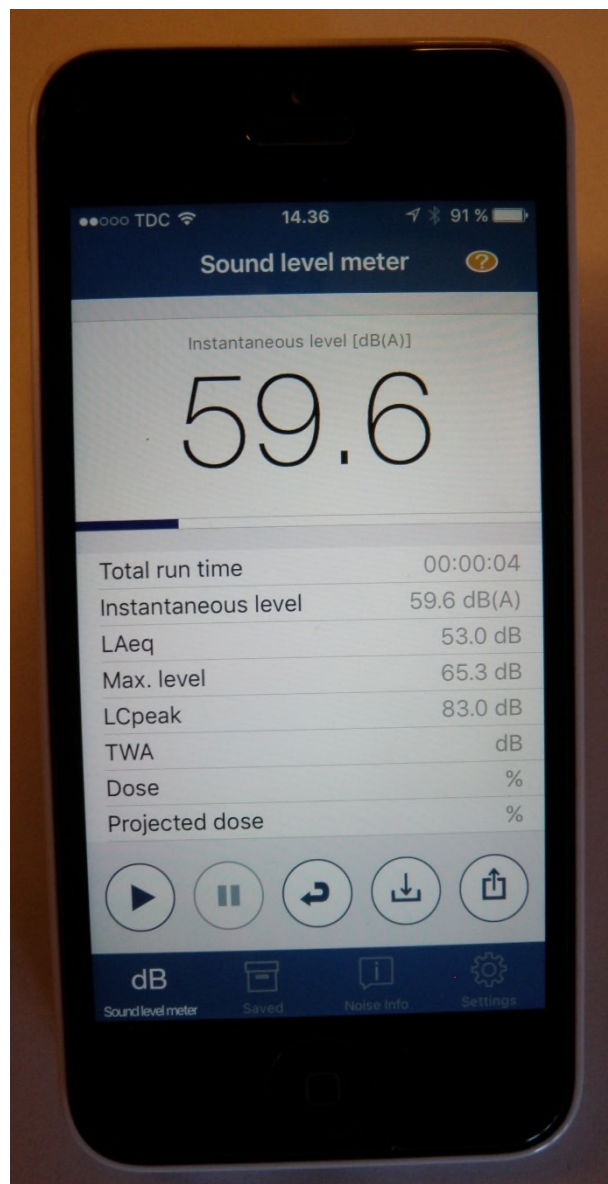 TDC 14.36 91 %
Sound level meter ?
Instantaneous level [dB(A)]
59.6
Total run time 00:00:04
Instantaneous level 59.6 dB(A)
LAeq 53.0 dB
Max. level 65.3 dB
LCpeak 83.0 dB
TWA dB
Dose %
Projected dose %
dB
Sound level meter Saved Noise Info Settings